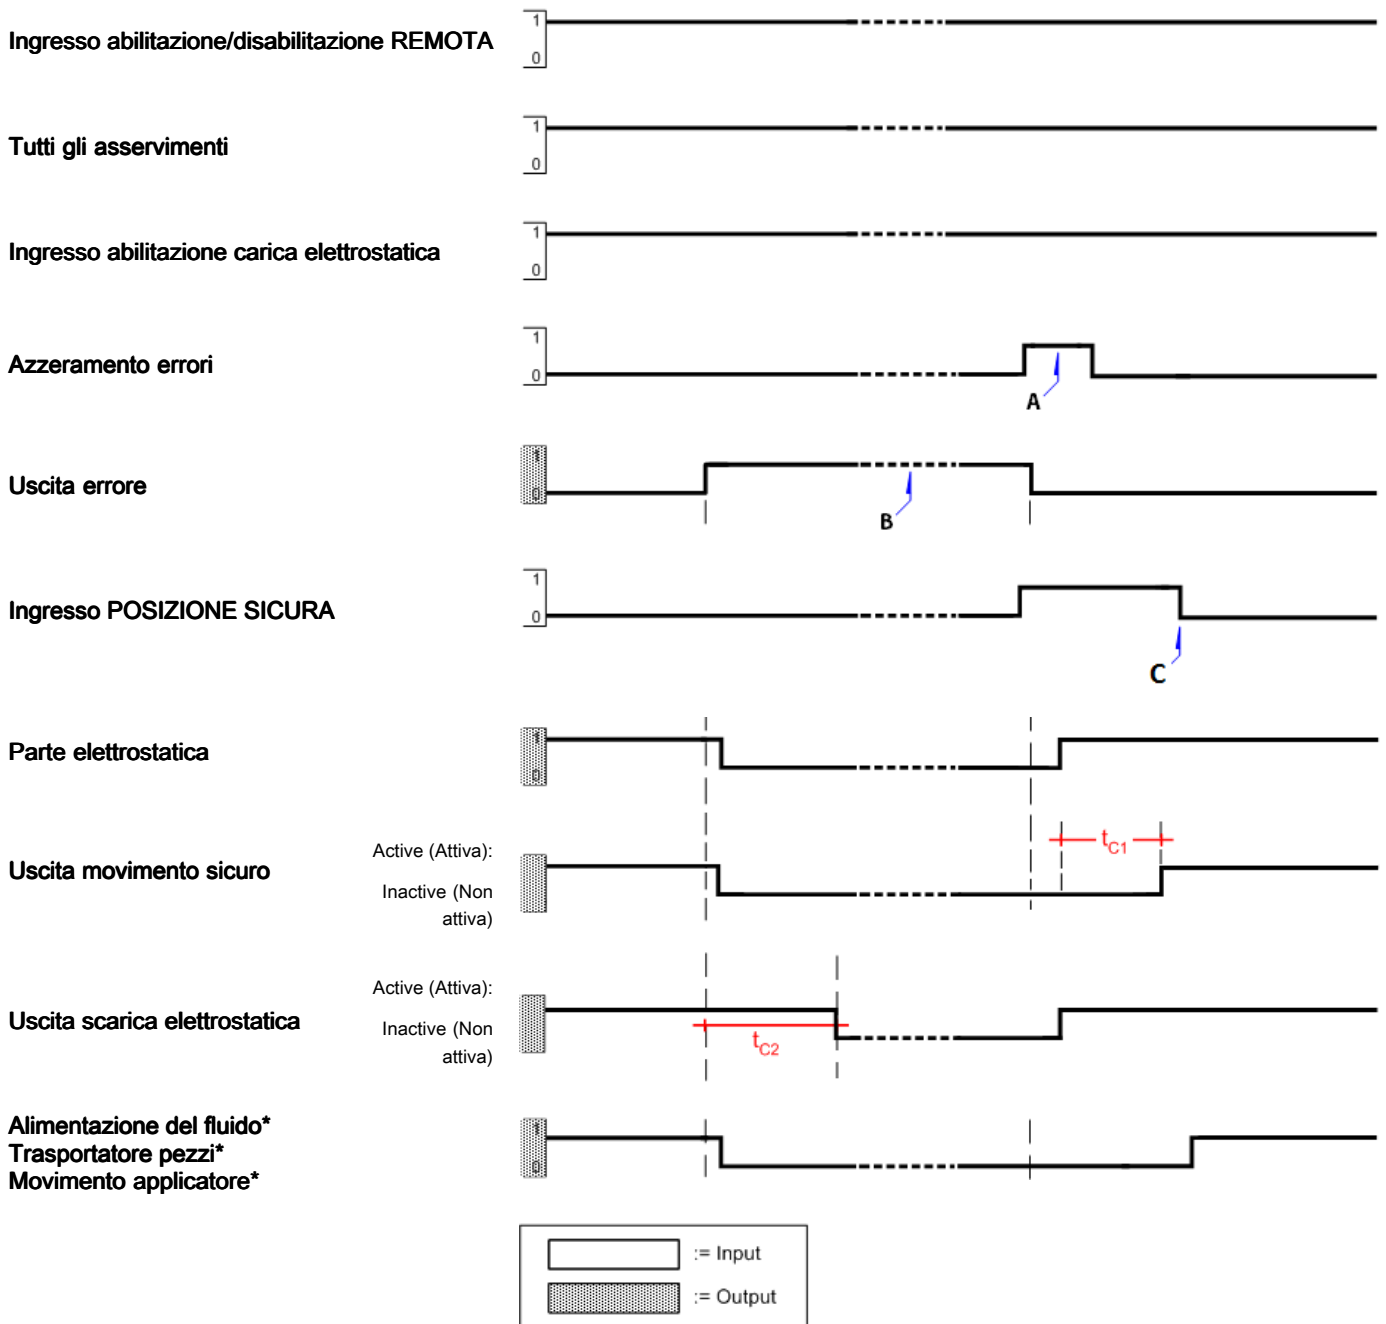 Ingresso abilitazione/disabilitazione REMOTA
1
0
Tutti gli asservimenti
1
0
Ingresso abilitazione carica elettrostatica
1
0
Azzeramento errori
1
0
A
Uscita errore
1
0
B
Ingresso POSIZIONE SICURA
1
0
C
Parte elettrostatica
1
0
Uscita movimento sicuro
Active (Attiva):
Inactive (Non
attiva)
tC1
Uscita scarica elettrostatica
Active (Attiva):
Inactive (Non
attiva)
tC2
Alimentazione del fluido*
Trasportatore pezzi*
Movimento applicatore*
1
0
:= Input
:= Output